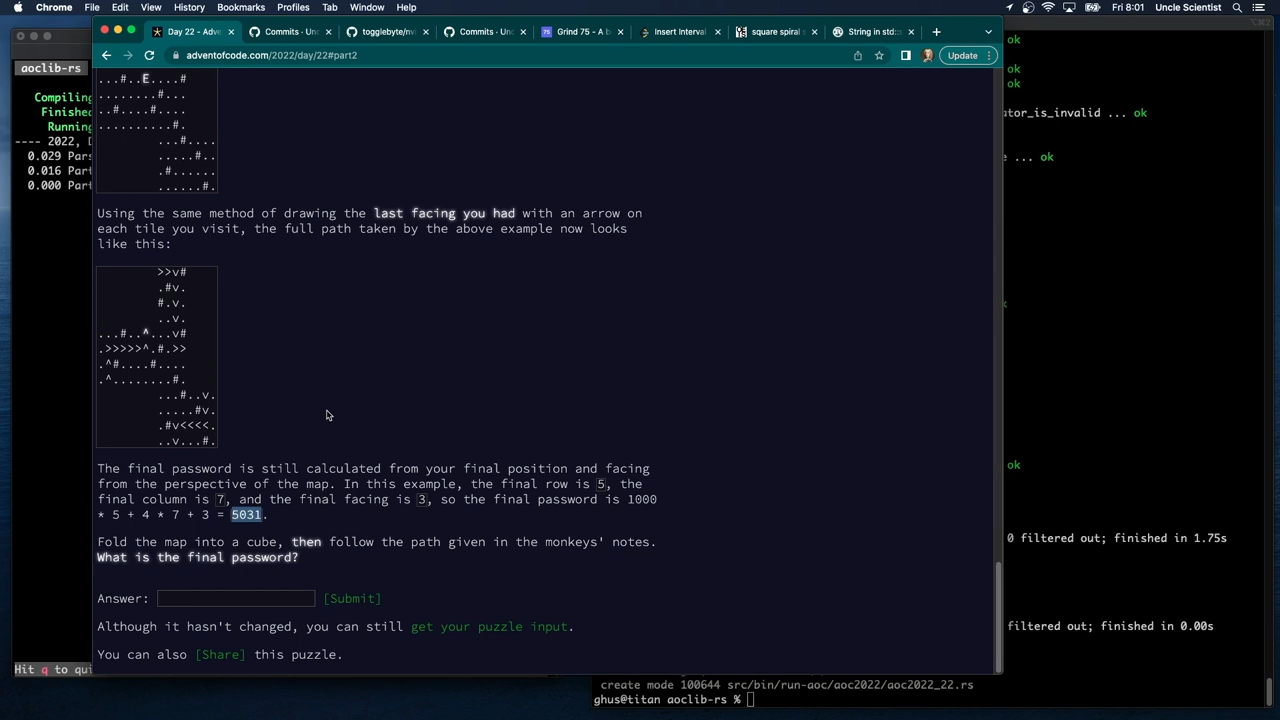 Chrome File Edit View History Bookmarks Profiles Tab Window Help Fri 8:01 Uncle Scientist
Day 22 - Adve Commits · Unc togglebyte/nvi Commits · Unc Grind 75 - A b Insert Interval square spiral s String in std::s
adventofcode.com/2022/day/22#part2 Update
aoclib-rs
Compiling
Finished
Running
---- 2022, D
0.029 Pars
0.016 Part
0.000 Part
Hit q to qui
...#..E....#
........#...
..#....#....
..........#.
...#....
.....#..
.#......
......#.
Using the same method of drawing the last facing you had with an arrow on
each tile you visit, the full path taken by the above example now looks
like this:
>>v#
.#v.
#.v.
..v.
...#..^...v#
.>>>>>^.#.>>
.^#....#....
.^........#.
...#..v.
.....#v.
.#v<<<<.
..v...#.
The final password is still calculated from your final position and facing
from the perspective of the map. In this example, the final row is 5, the
final column is 7, and the final facing is 3, so the final password is 1000
* 5 + 4 * 7 + 3 = 5031.
Fold the map into a cube, then follow the path given in the monkeys' notes.
What is the final password?
Answer: [Submit]
Although it hasn't changed, you can still get your puzzle input.
You can also [Share] this puzzle.
ok
ok
ok
ator_is_invalid ... ok
e ... ok
ok
0 filtered out; finished in 1.75s
filtered out; finished in 0.00s
create mode 100644 src/bin/run-aoc/aoc2022_22.rs
ghus@titan aoclib-rs %